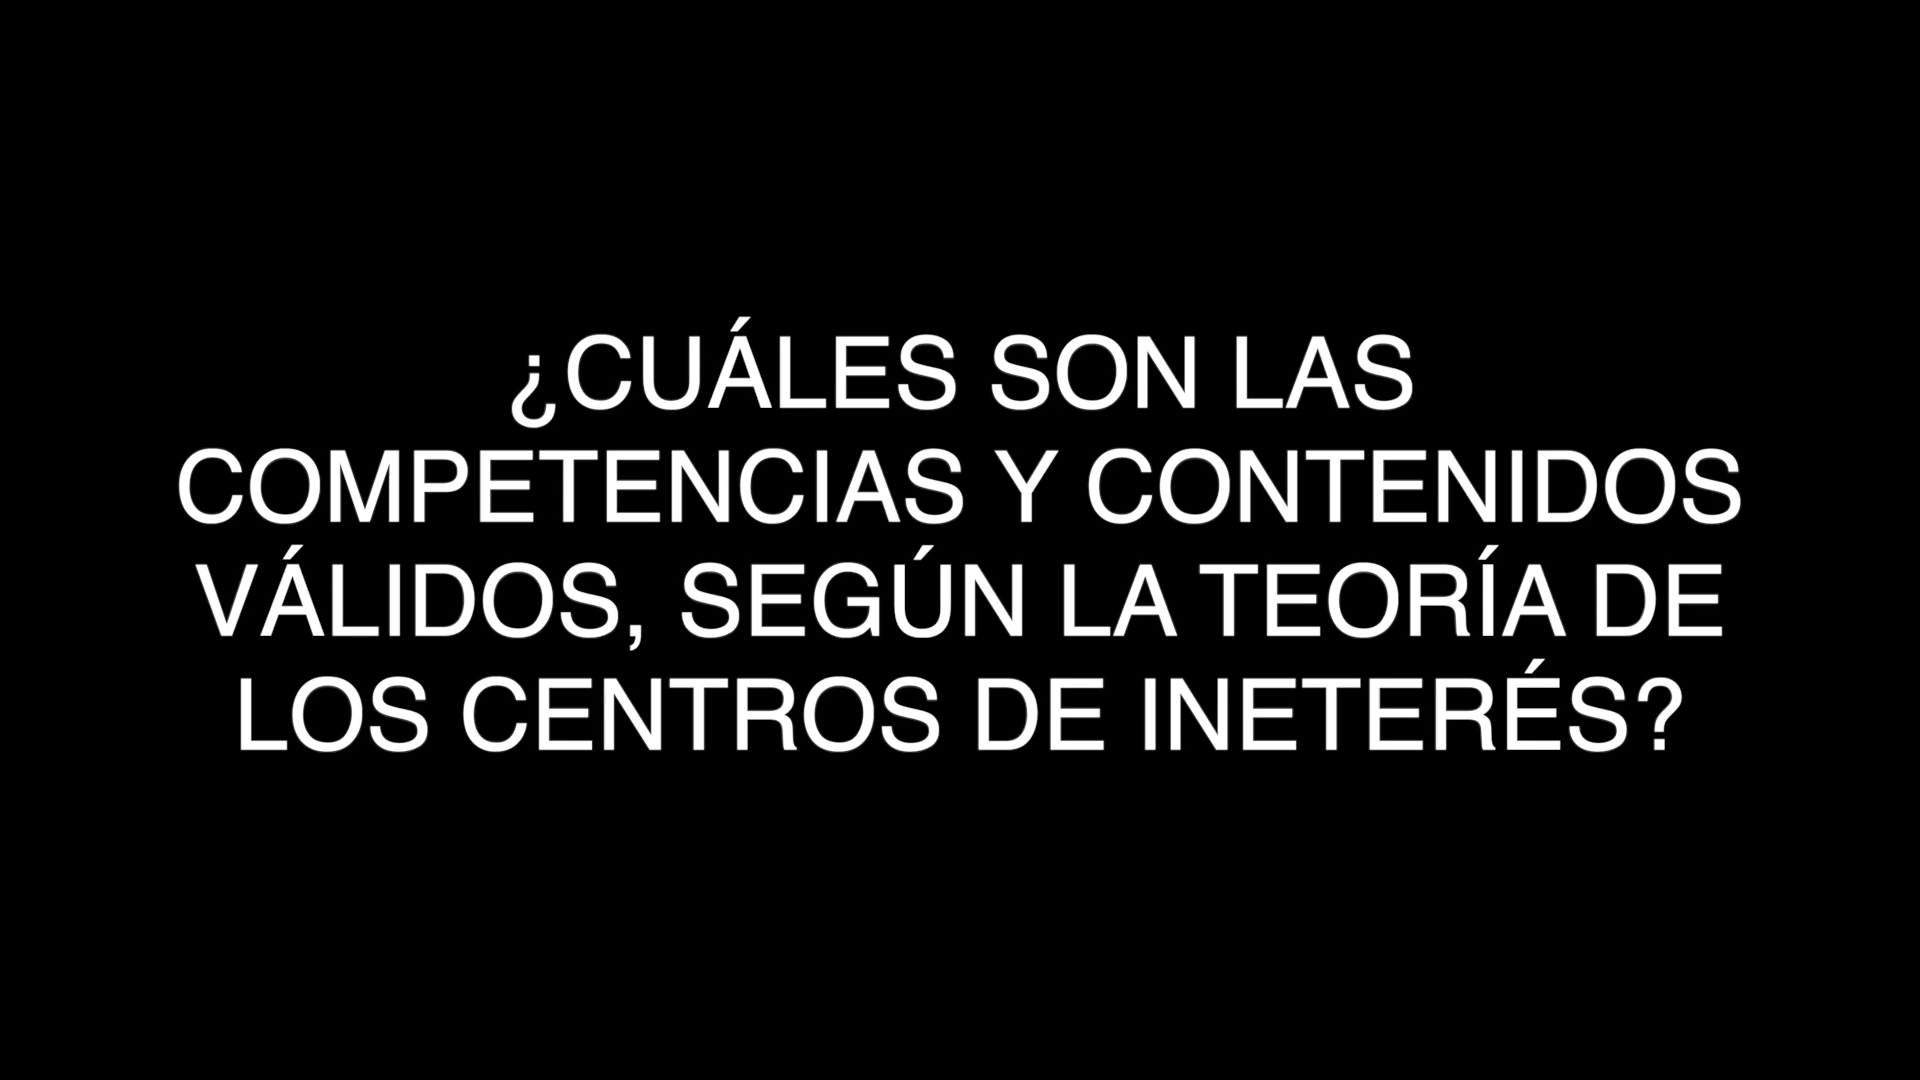 ¿CUÁLES SON LAS
COMPETENCIAS Y CONTENIDOS
VÁLIDOS, SEGÚN LA TEORÍA DE
LOS CENTROS DE INETERÉS?